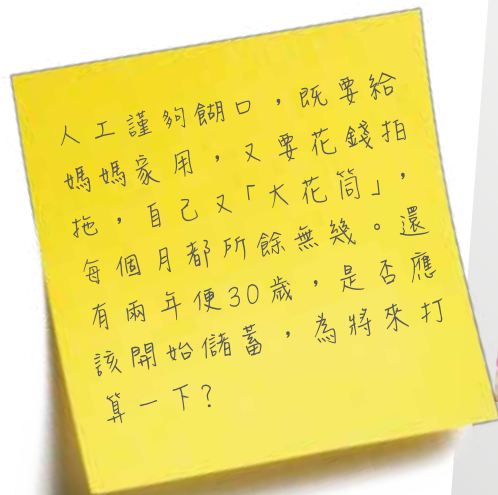 人工謹夠餬口，既要給
媽媽家用，又要花錢拍
拖，自己又「大花筒」，
每個月都所餘無幾。還
有兩年便30歲，是否應
該開始儲蓄，為將來打
算一下？